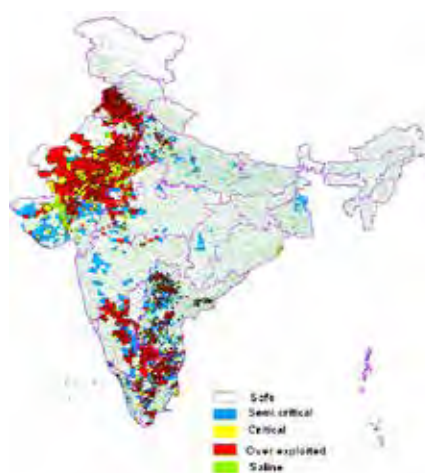 Safe
Semi critical
Critical
Over exploited
Saline